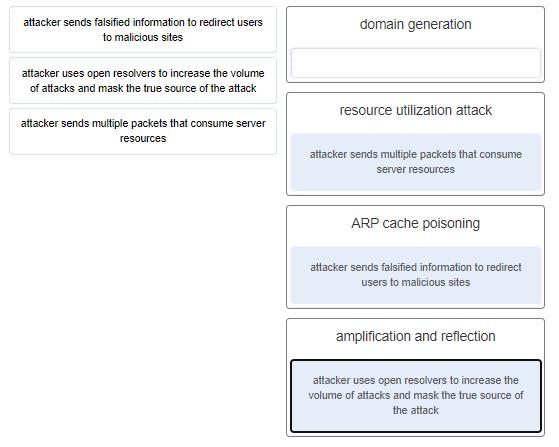 attacker sends falsified information to redirect users
to malicious sites
attacker uses open resolvers to increase the volume
of attacks and mask the true source of the attack
attacker sends multiple packets that consume server
resources
domain generation
resource utilization attack
attacker sends multiple packets that consume
server resources
ARP cache poisoning
attacker sends falsified information to redirect
users to malicious sites
amplification and reflection
attacker uses open resolvers to increase the
volume of attacks and mask the true source of
the attack